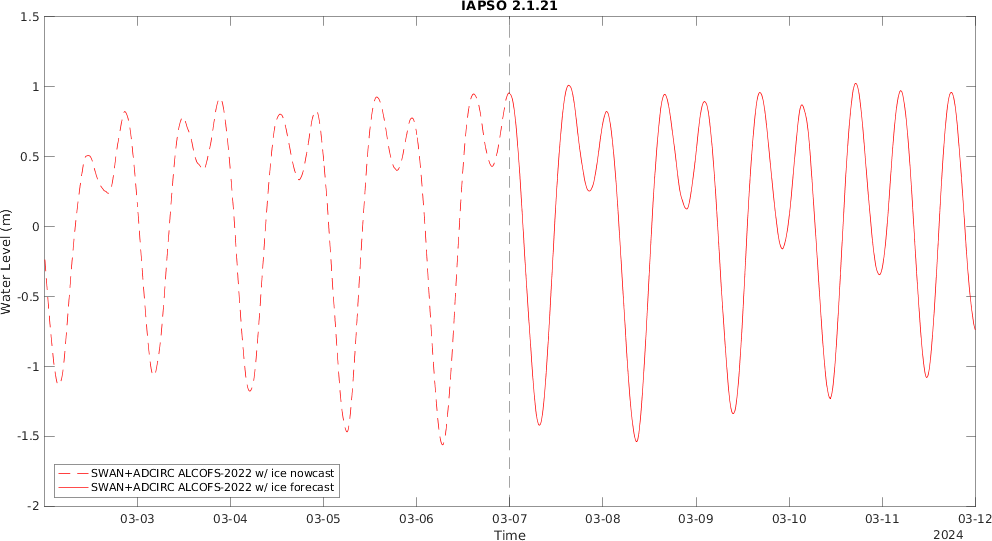 IAPSO 2.1.21
1.5
1
0.5
0
-0.5
-1
-1.5
-2
Water Level (m)
SWAN+ADCIRC ALCOFS-2022 w/ ice nowcast
SWAN+ADCIRC ALCOFS-2022 w/ ice forecast
03-03 03-04 03-05 03-06 03-07 03-08 03-09 03-10 03-11 03-12
Time
2024